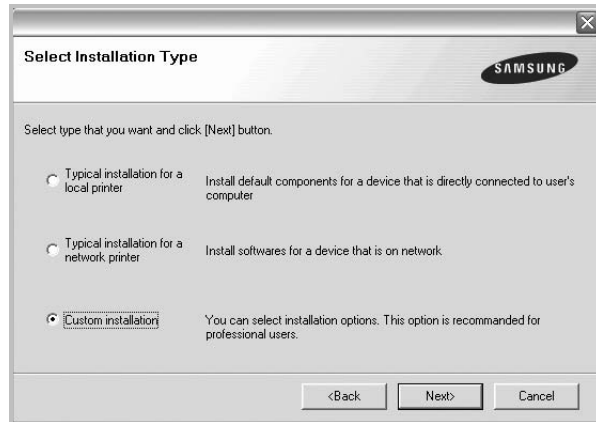 Select Installation Type
SAMSUNG
Select type that you want and click [Next] button.
Typical installation for a
local printer
Install default components for a device that is directly connected to user's
computer
Typical installation for a
network printer
Install softwares for a device that is on network
Custom installation
You can select installation options. This option is recommanded for
professional users.
<Back
Next>
Cancel